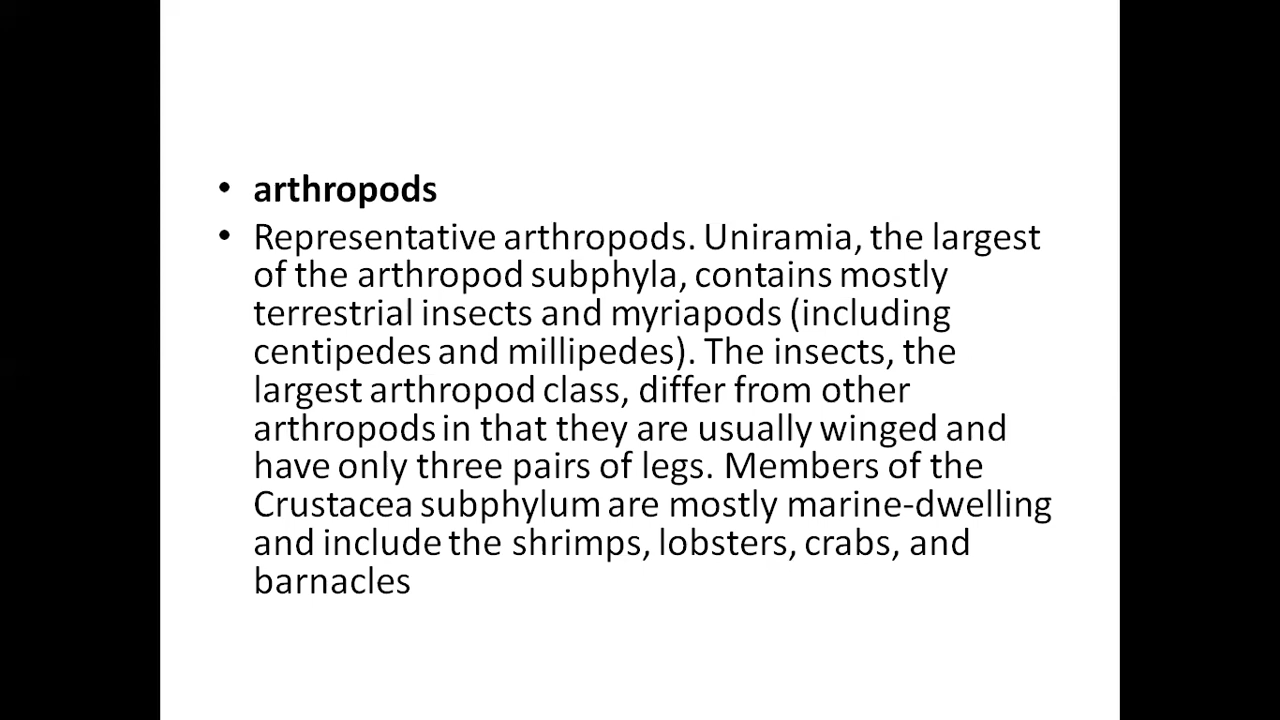 • arthropods
• Representative arthropods. Uniramia, the largest
of the arthropod subphyla, contains mostly
terrestrial insects and myriapods (including
centipedes and millipedes). The insects, the
largest arthropod class, differ from other
arthropods in that they are usually winged and
have only three pairs of legs. Members of the
Crustacea subphylum are mostly marine-dwelling
and include the shrimps, lobsters, crabs, and
barnacles